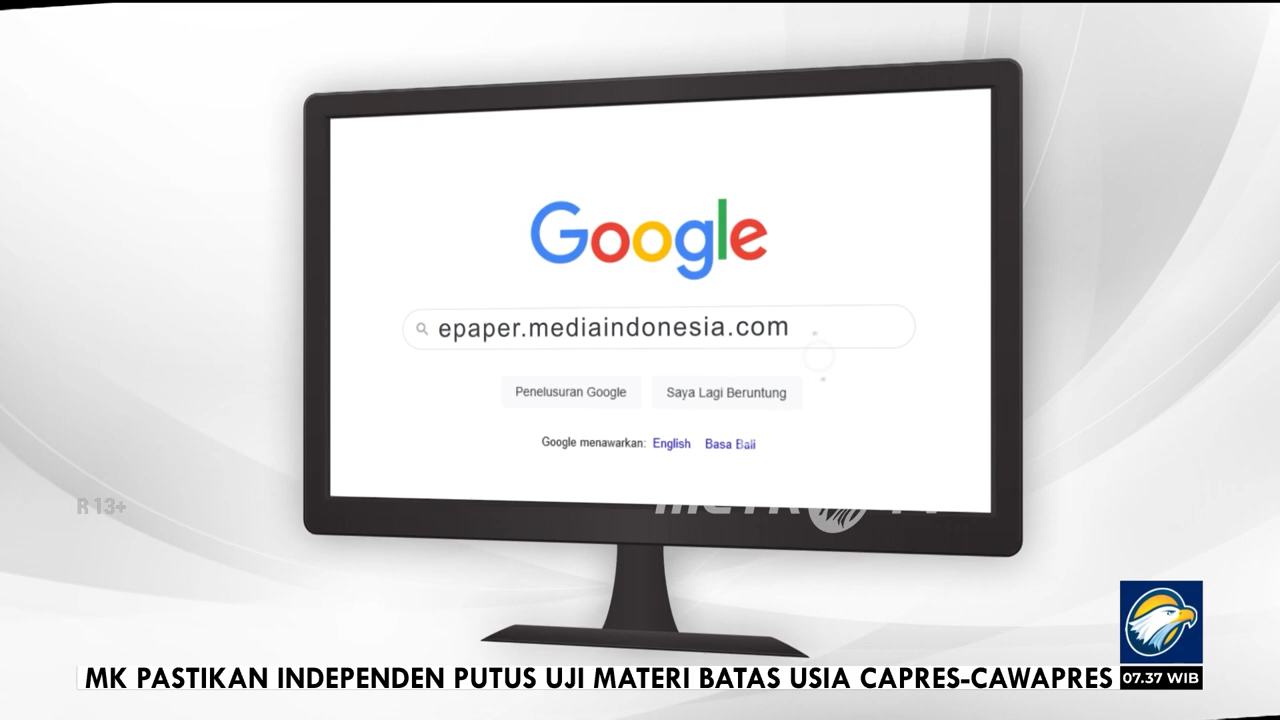 Google
epaper.mediaindonesia.com
Penelusuran Google
Saya Lagi Beruntung
Google menawarkan: English Basa Bali
R 13+
MK PASTIKAN INDEPENDEN PUTUS UJI MATERI BATAS USIA CAPRES-CAWAPRES
07.37 WIB